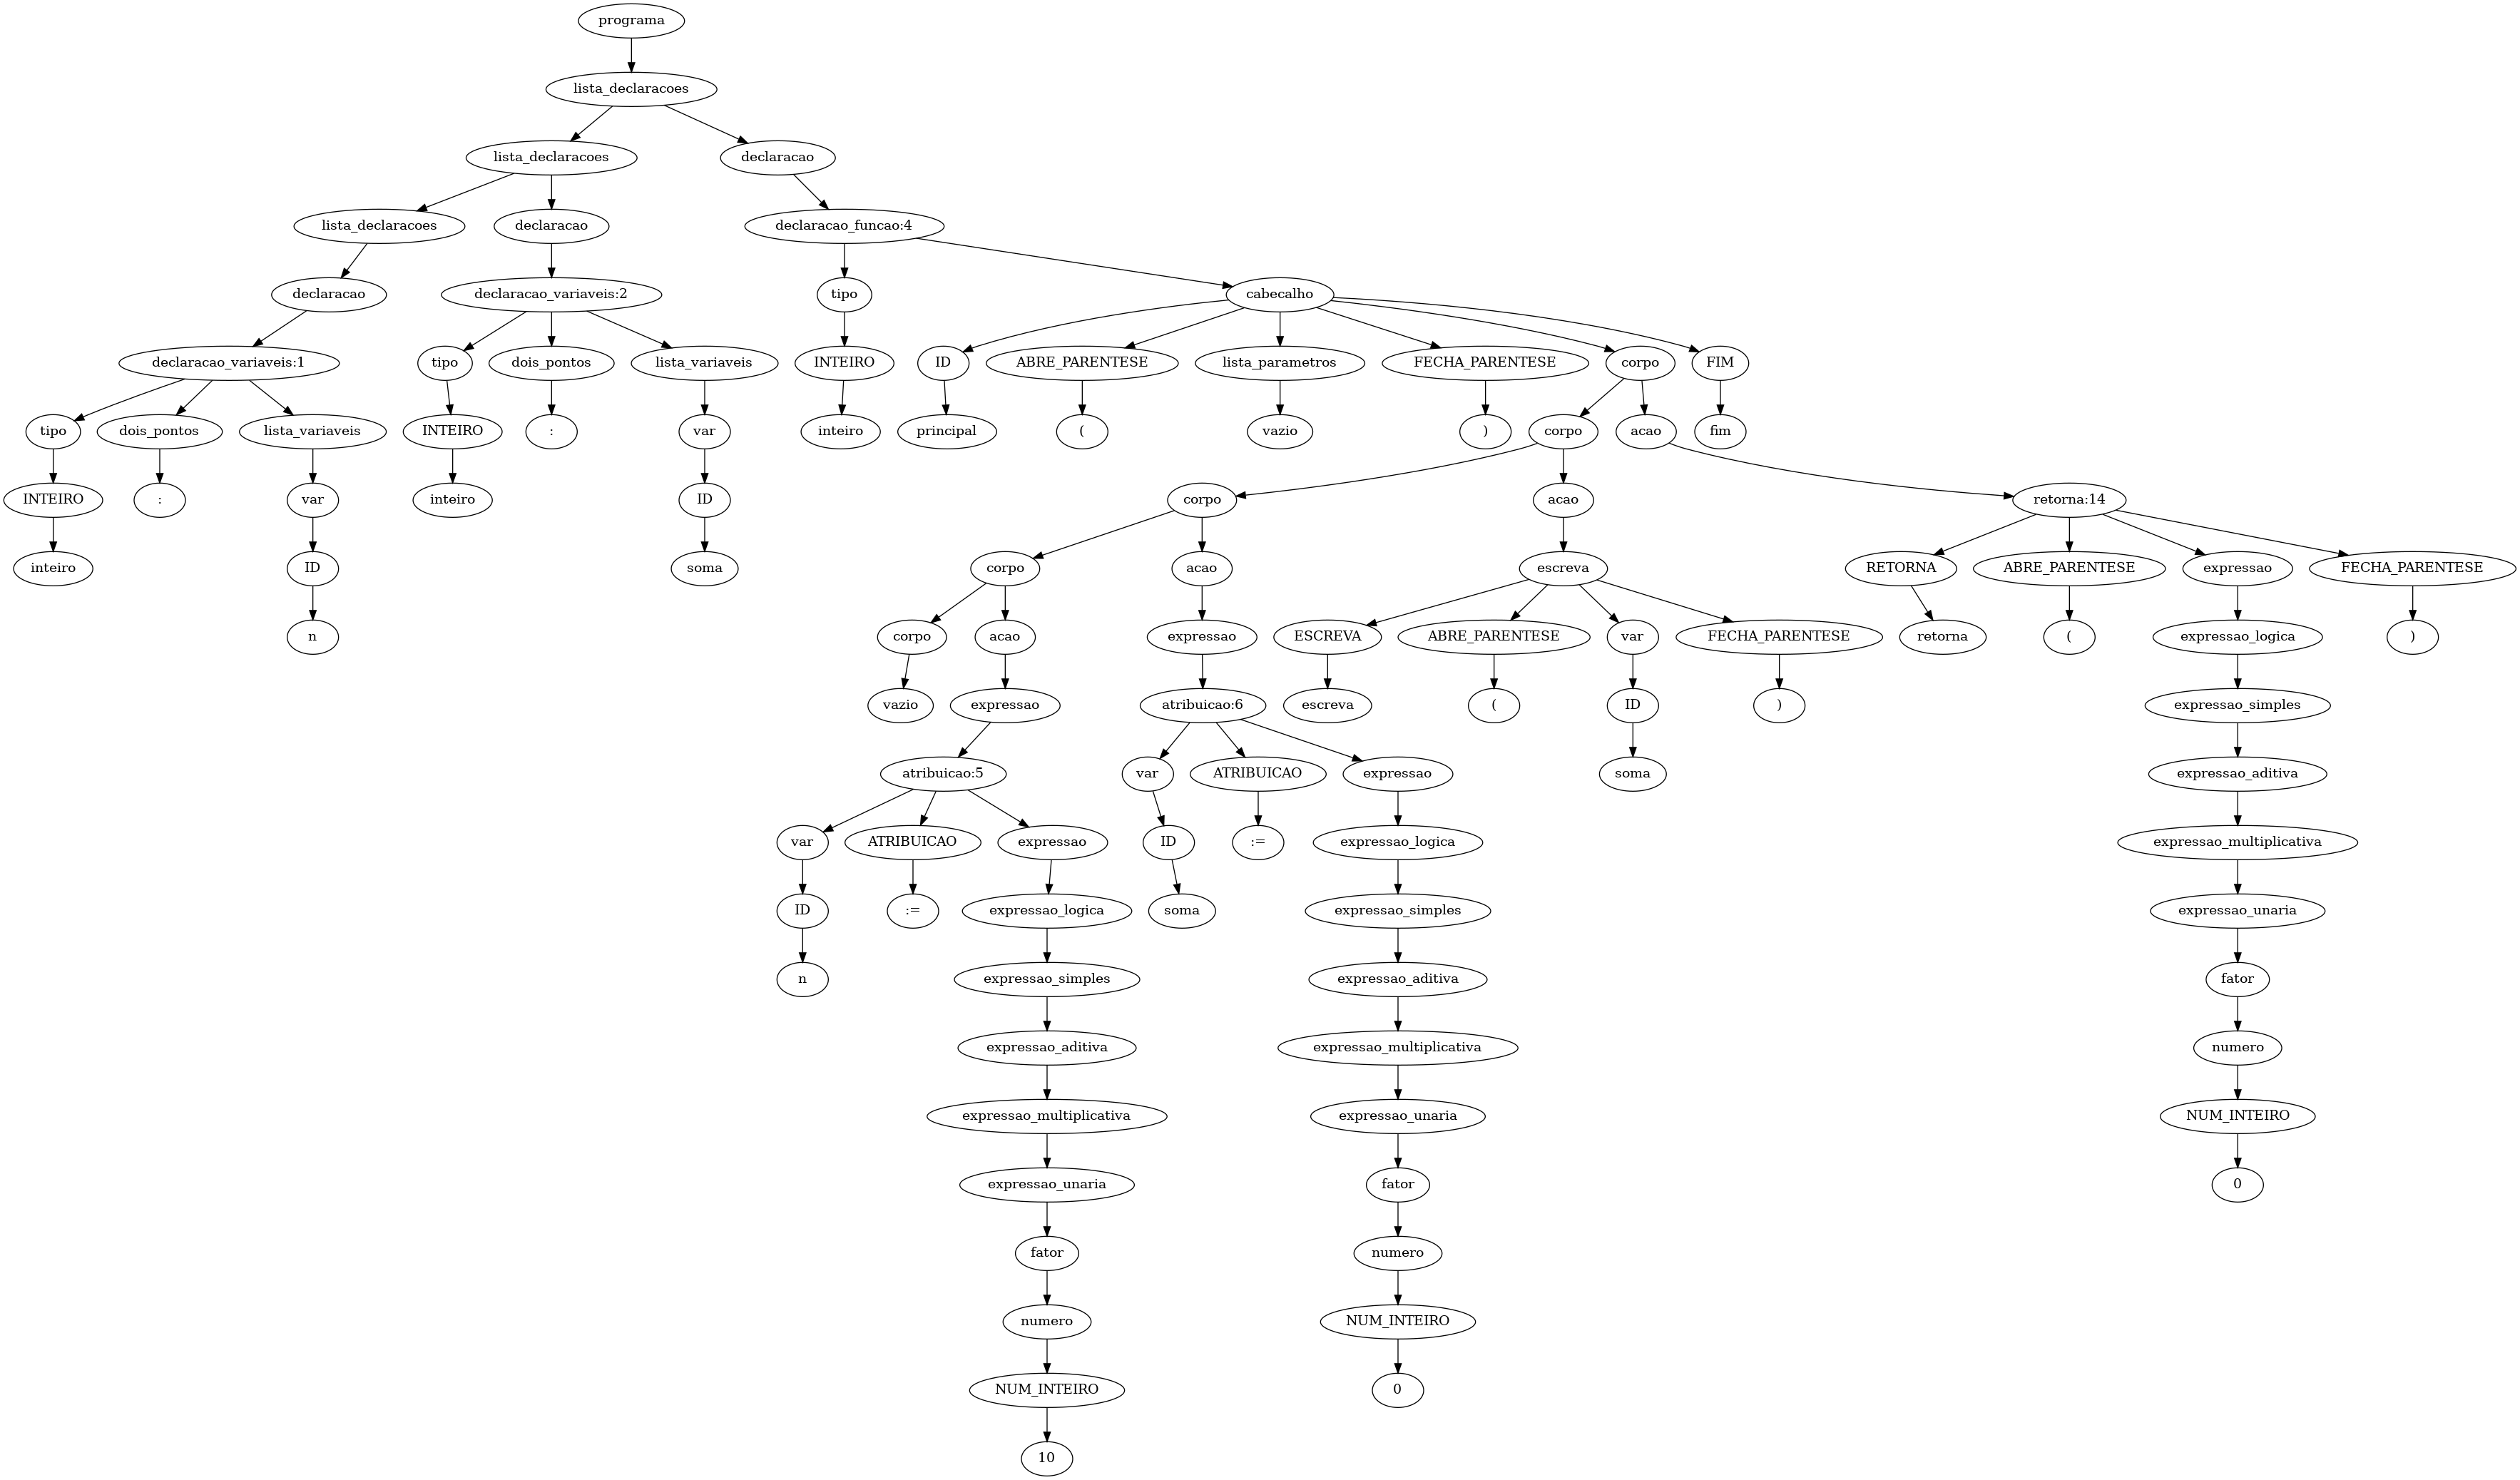 programa
lista_declaracoes
lista_declaracoes declaracao
lista_declaracoes declaracao declaracao_funcao:4
declaracao declaracao_variaveis:2 tipo cabecalho
declaracao_variaveis:1 tipo dois_pontos lista_variaveis INTEIRO ID ABRE_PARENTESE lista_parametros FECHA_PARENTESE corpo FIM
tipo dois_pontos lista_variaveis INTEIRO : var inteiro principal ( vazio ) corpo acao fim
INTEIRO : var inteiro ID corpo acao retorna:14
inteiro ID soma corpo acao escreva RETORNA ABRE_PARENTESE expressao FECHA_PARENTESE
n corpo acao expressao ESCREVA ABRE_PARENTESE var FECHA_PARENTESE retorna ( expressao_logica )
vazio expressao atribuicao:6 escreva ( ID ) expressao_simples
atribuicao:5 var ATRIBUICAO expressao soma expressao_aditiva
var ATRIBUICAO expressao ID := expressao_logica expressao_multiplicativa
ID := expressao_logica soma expressao_simples expressao_unaria
n expressao_simples expressao_aditiva fator
expressao_aditiva expressao_multiplicativa numero
expressao_multiplicativa expressao_unaria NUM_INTEIRO
expressao_unaria fator 0
fator numero
numero NUM_INTEIRO
NUM_INTEIRO 0
10